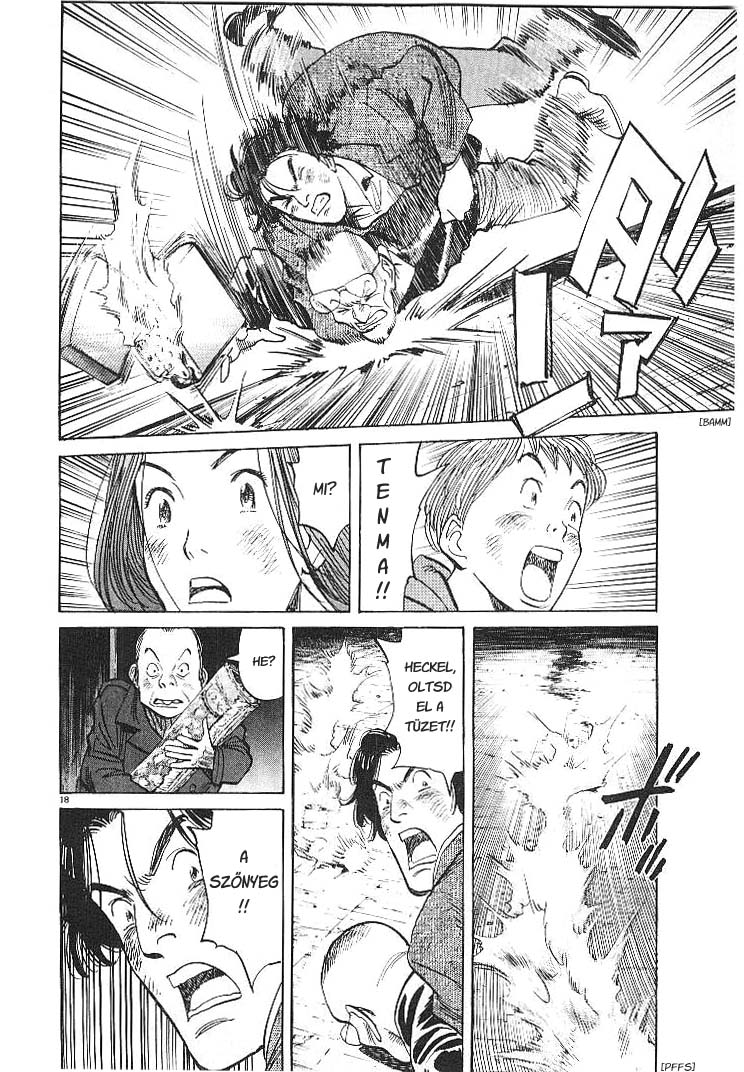 [BAMM]
TENMA!!
MI?
[PFFS]
HECKEL,
OLTSD
EL A
TÜZET!!
HE?
18
A
SZŐNYEG
!!